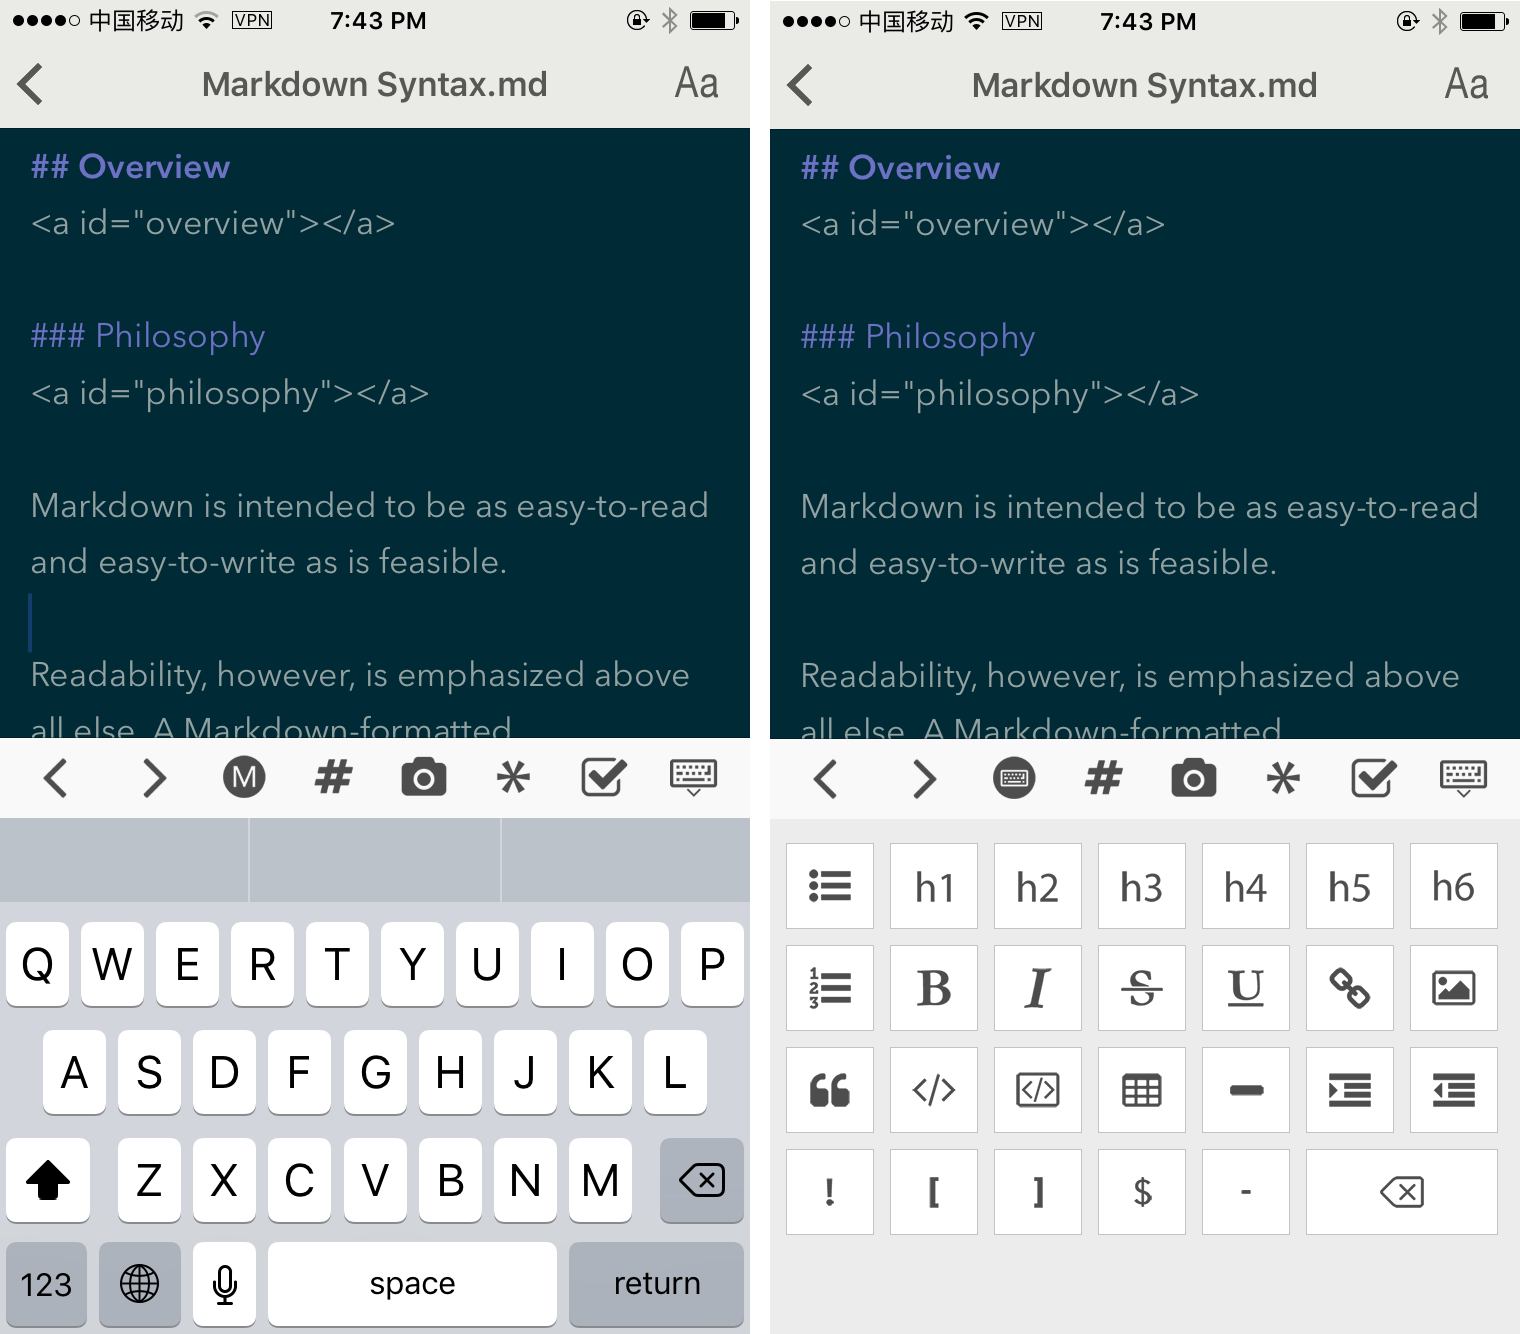 中国移动 VPN 7:43 PM
Markdown Syntax.md Aa
## Overview
<a id="overview"></a>
### Philosophy
<a id="philosophy"></a>
Markdown is intended to be as easy-to-read
and easy-to-write as is feasible.
Readability, however, is emphasized above
all else. A Markdown-formatted
M # *
Q W E R T Y U I O P
A S D F G H J K L
Z X C V B N M
123 space return
中国移动 VPN 7:43 PM
Markdown Syntax.md Aa
## Overview
<a id="overview"></a>
### Philosophy
<a id="philosophy"></a>
Markdown is intended to be as easy-to-read
and easy-to-write as is feasible.
Readability, however, is emphasized above
all else. A Markdown-formatted
# *
h1 h2 h3 h4 h5 h6
1 2 3 B I S U
“ </> </> -
! [ ] $ -